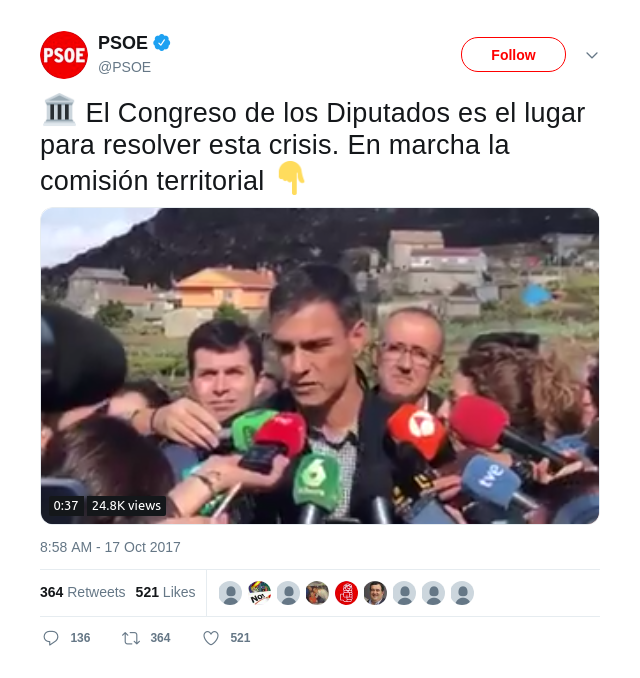 PSOE
PSOE
@PSOE
Follow
El Congreso de los Diputados es el lugar
para resolver esta crisis. En marcha la
comisión territorial
6
tve
0:37 24.8K views
8:58 AM - 17 Oct 2017
364 Retweets 521 Likes
No!
136 364 521